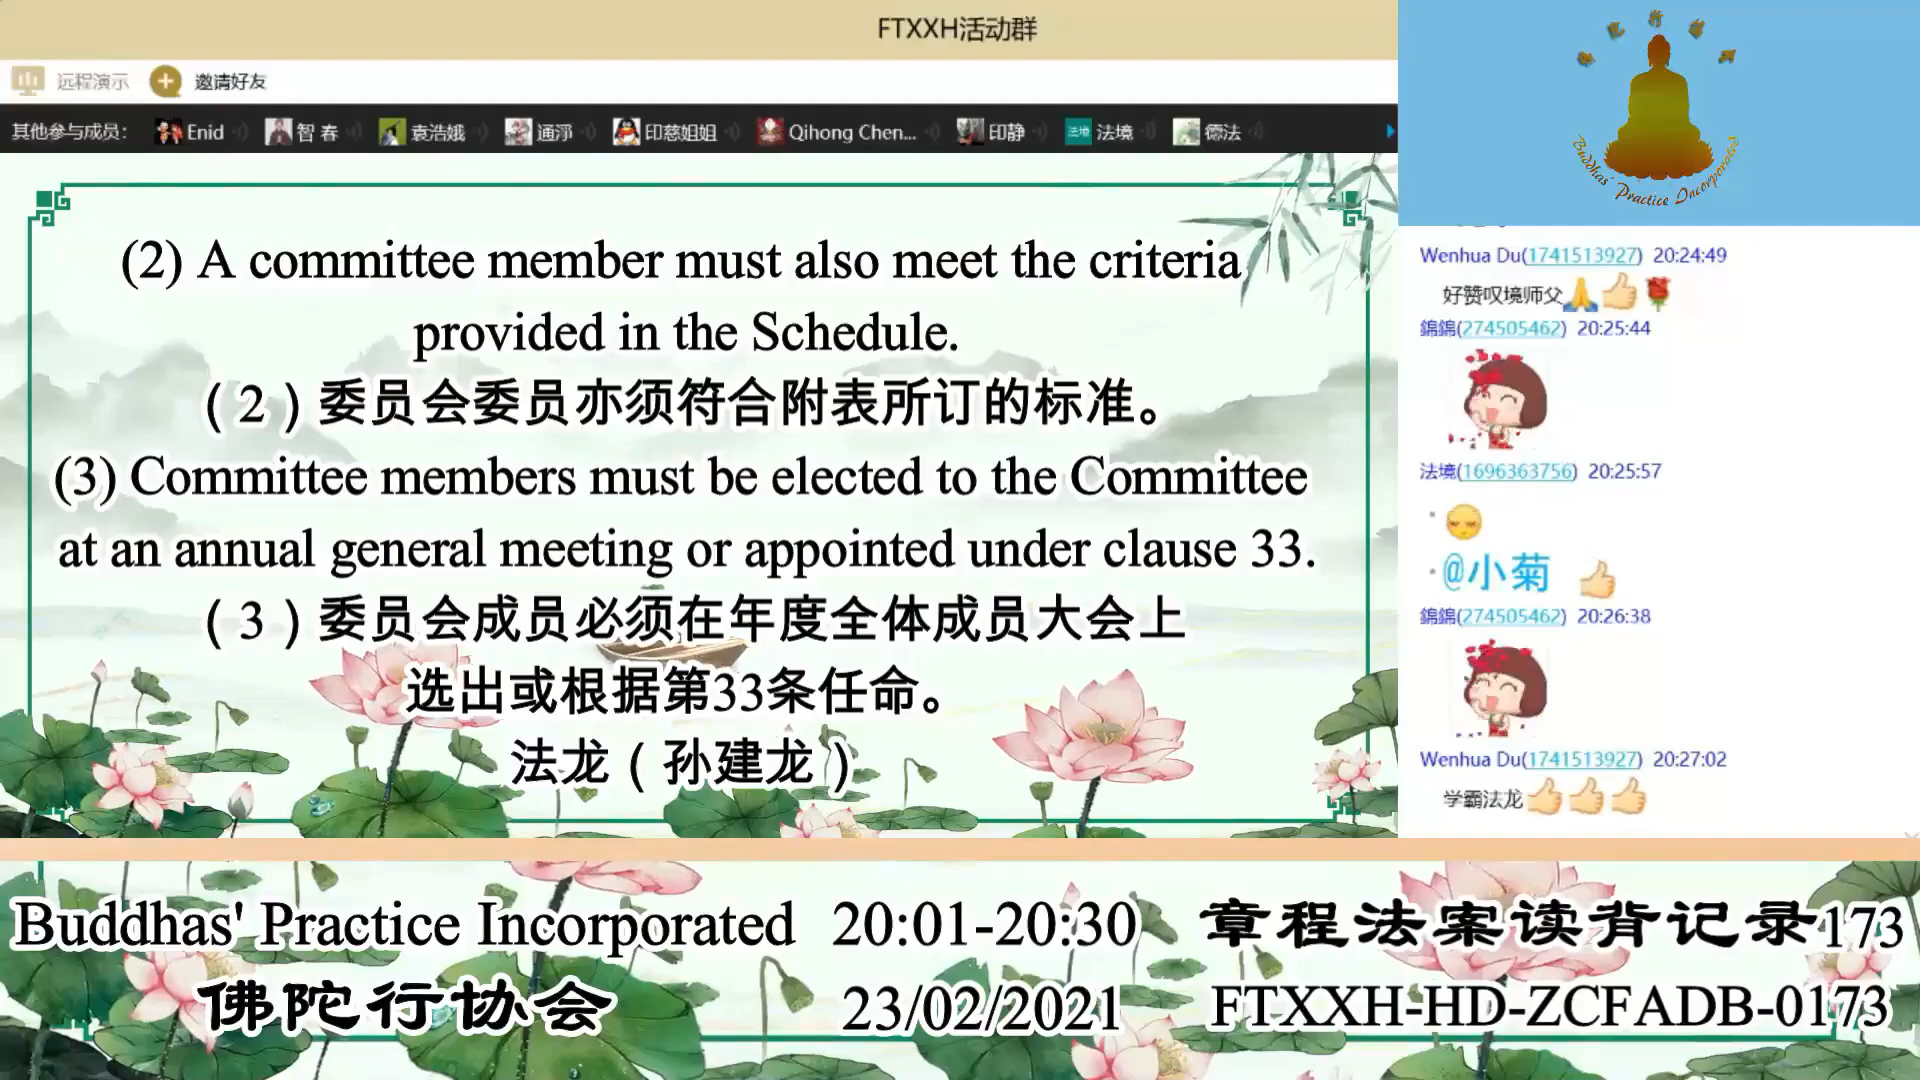 FTXXH活动群
远程演示 邀请好友
其他参与成员： Enid 智 春 袁浩娥 通淨 印慈姐姐 Qihong Chen... 印静 法境 法境 德法
(2) A committee member must also meet the criteria
provided in the Schedule.
（2）委员会委员亦须符合附表所订的标准。
(3) Committee members must be elected to the Committee
at an annual general meeting or appointed under clause 33.
（3）委员会成员必须在年度全体成员大会上
选出或根据第33条任命。
法龙（孙建龙）
Buddhas' Practice Incorporated
Wenhua Du(1741513927) 20:24:49
好赞叹境师父
錦錦(274505462) 20:25:44
法境(1696363756) 20:25:57
@小菊
錦錦(274505462) 20:26:38
Wenhua Du(1741513927) 20:27:02
学霸法龙
Buddhas' Practice Incorporated 20:01-20:30 章程法案读背记录173
佛陀行协会 23/02/2021 FTXXH-HD-ZCFADB-0173